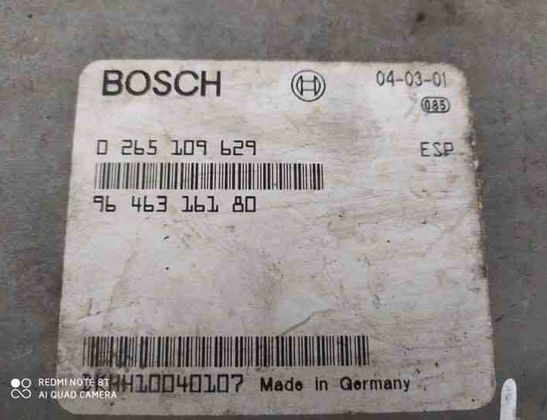 BOSCH
04-03-01
085
0 265 109 629
ESP
96 463 161 80
Made in Germany
REDMI NOTE 8T
AI QUAD CAMERA